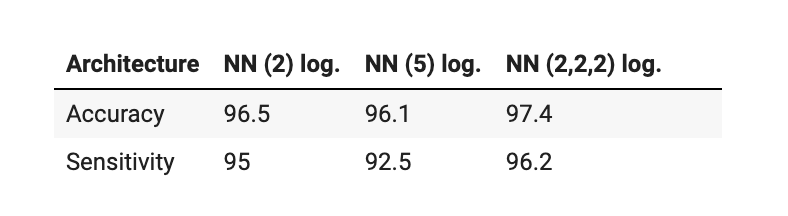 Architecture NN (2) log. NN (5) log. NN (2,2,2) log.
Accuracy 96.5 96.1 97.4
Sensitivity 95 92.5 96.2